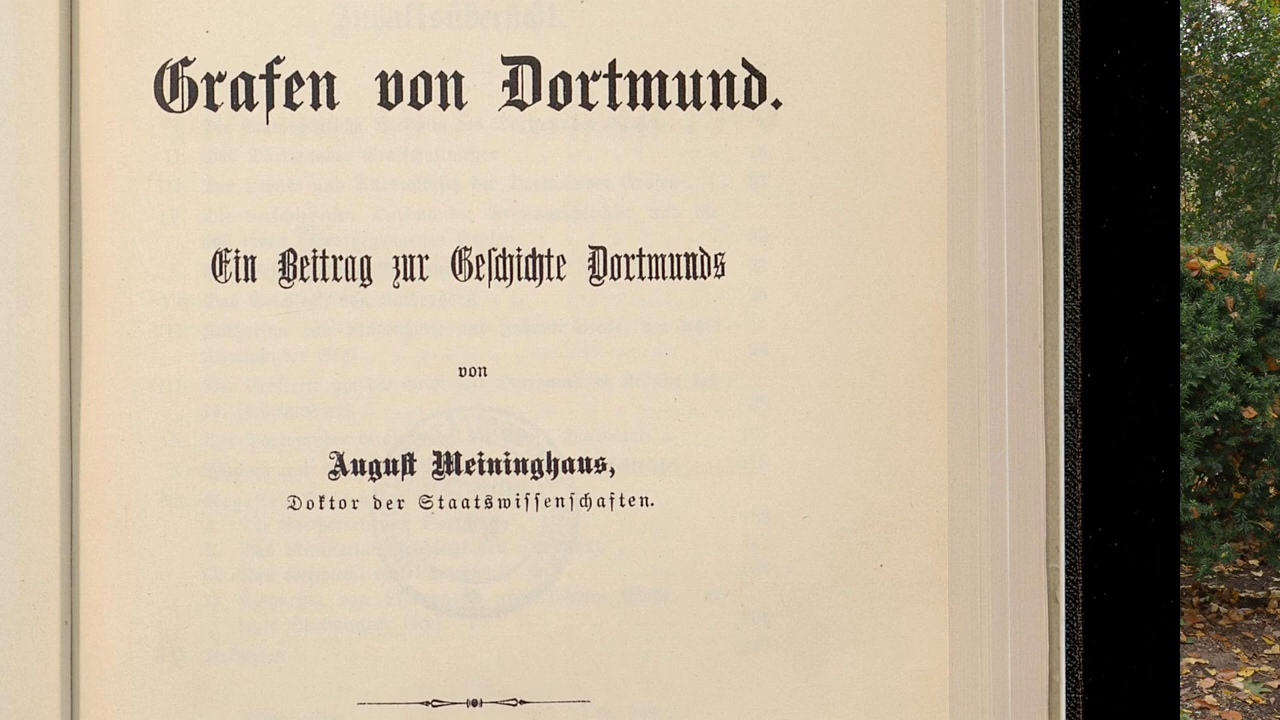 Grafen von Dortmund.
Ein Beitrag zur Geschichte Dortmunds
von
August Meininghaus,
Doktor der Staatswissenschaften.